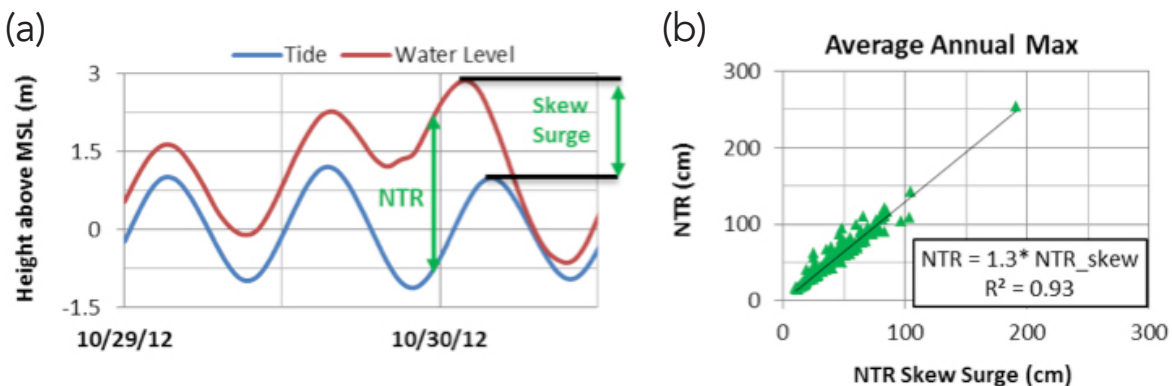 (a)
Tide
Water Level
Height above MSL (m)
3
1.5
0
-1.5
Skew
Surge
NTR
10/29/12
10/30/12
(b)
Average Annual Max
NTR (cm)
300
200
100
0
NTR = 1.3* NTR_skew
R² = 0.93
0
100
200
300
NTR Skew Surge (cm)